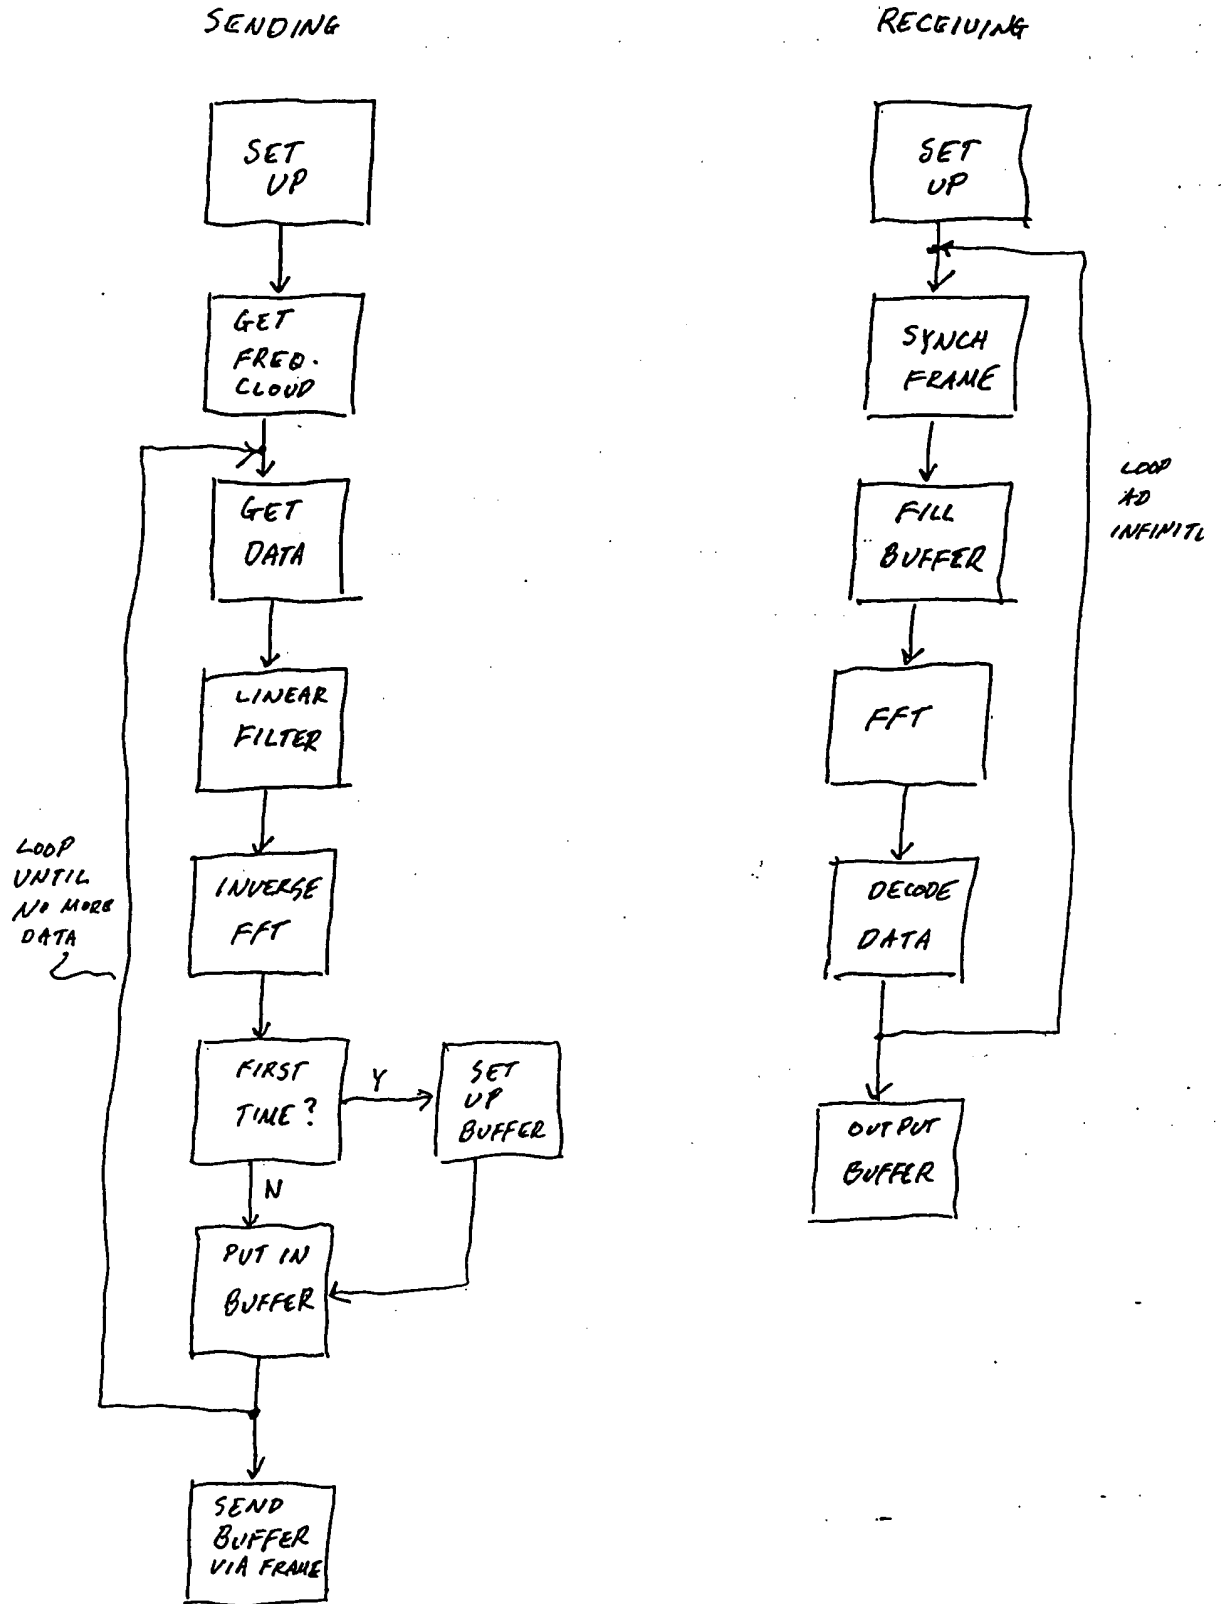 SENDING
SET
UP
GET
FREQ.
CLOUD
GET
DATA
LINEAR
FILTER
INVERSE
FFT
LOOP
UNTIL
NO MORE
DATA
FIRST
TIME?
Y
SET
UP
BUFFER
N
PUT IN
BUFFER
SEND
BUFFER
VIA FRAME
RECEIVING
SET
UP
SYNCH
FRAME
FILL
BUFFER
LOOP
AD
INFINITU
FFT
DECODE
DATA
OUTPUT
BUFFER